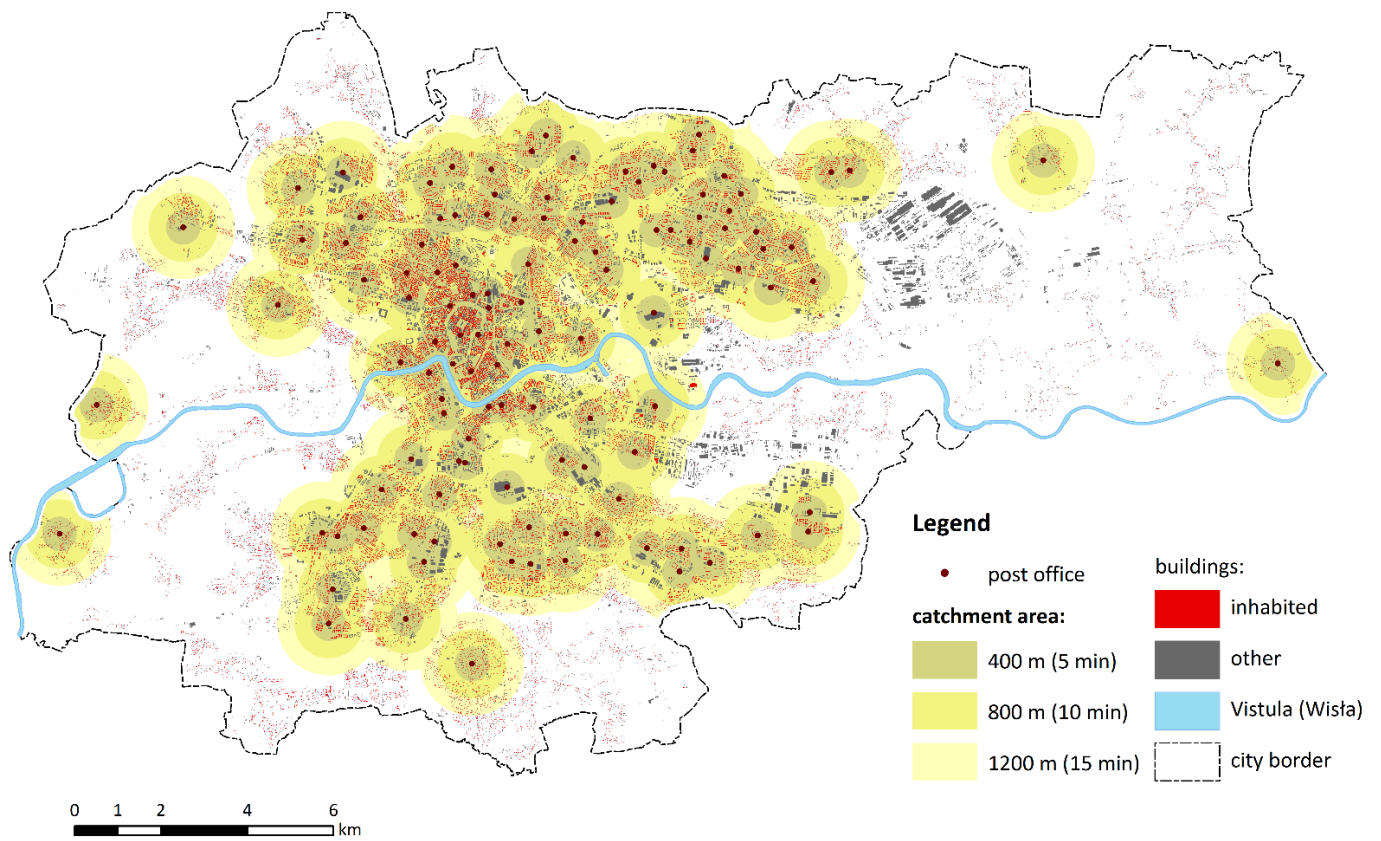 Legend
post office
catchment area:
400 m (5 min)
800 m (10 min)
1200 m (15 min)
buildings:
inhabited
other
Vistula (Wisła)
city border
0 1 2 4 6
km